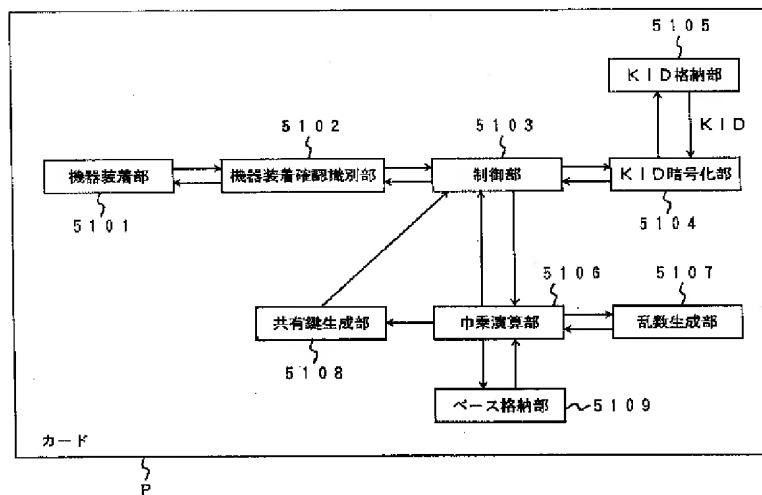 5105
KID格納部
5102
5103
KID
機器装着部
機器装着確認識別部
制御部
KID暗号化部
5101
5104
5106
5107
共有鍵生成部
巾乗演算部
乱数生成部
5108
ベース格納部
5109
カード
P